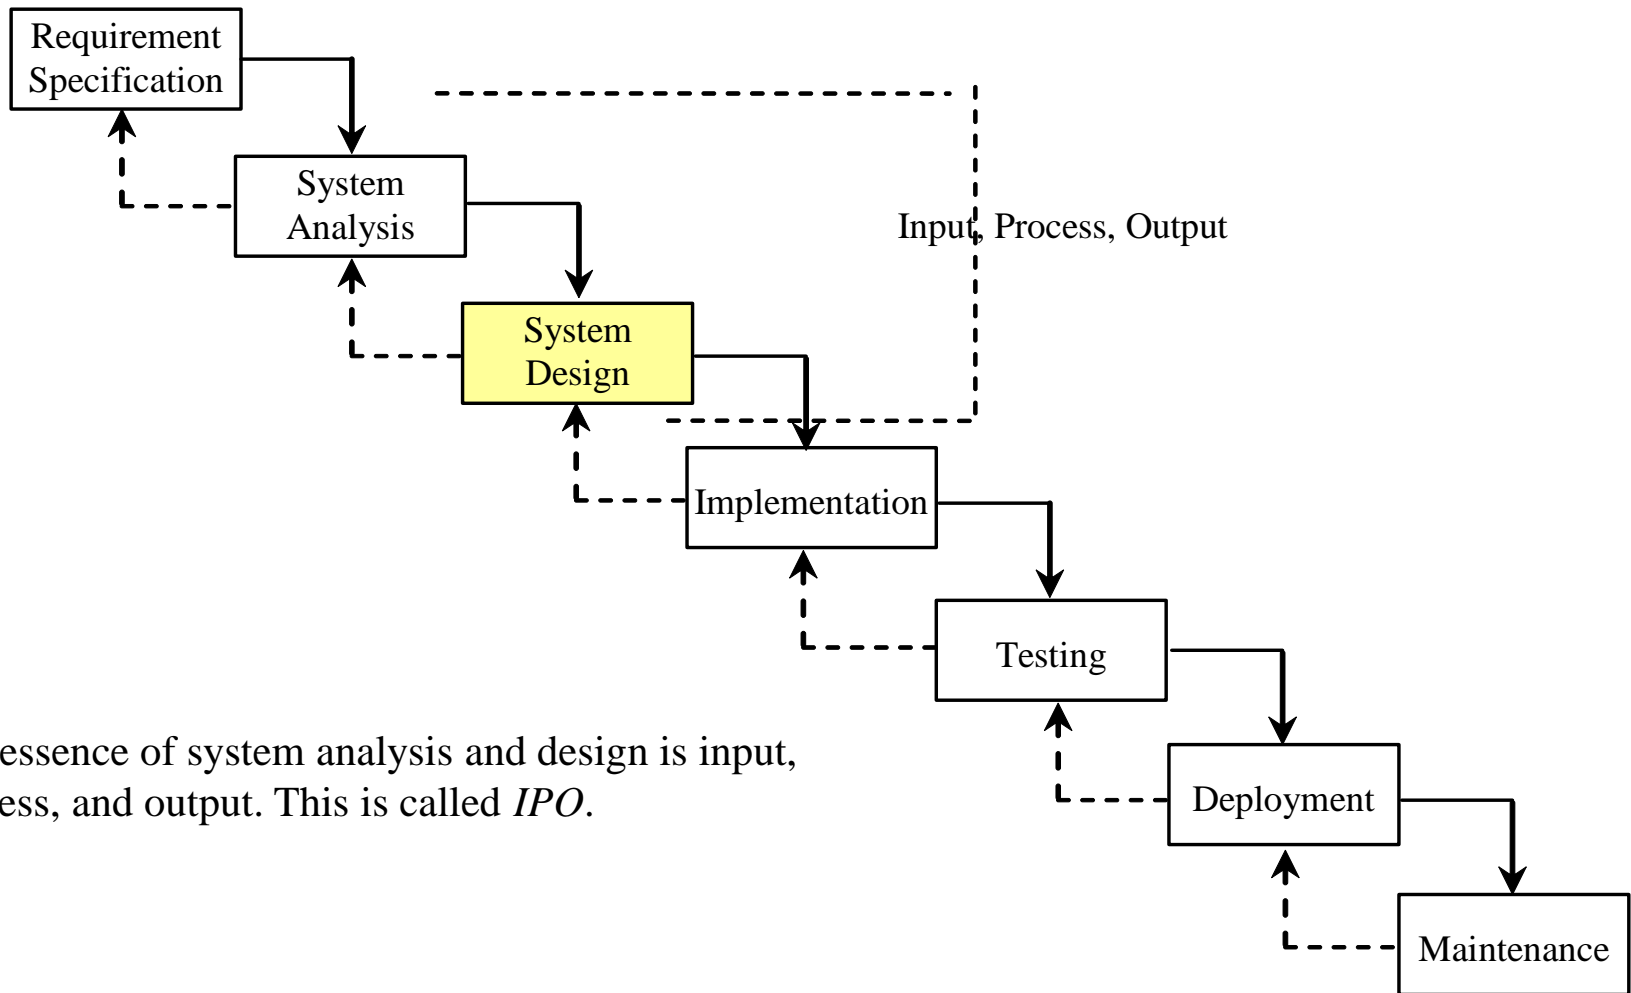 Requirement
Specification
System
Analysis
Input, Process, Output
System
Design
Implementation
Testing
essence of system analysis and design is input,
ess, and output. This is called IPO.
Deployment
Maintenance